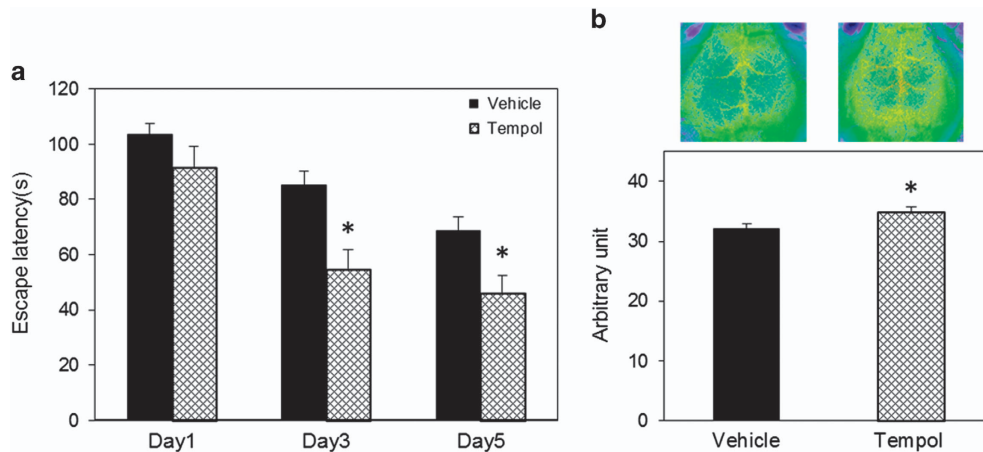 a
Escape latency(s)
120
100
80
60
40
20
0
Vehicle
Tempol
*
*
Day1 Day3 Day5
b
Arbitrary unit
40
30
20
10
0
*
Vehicle Tempol